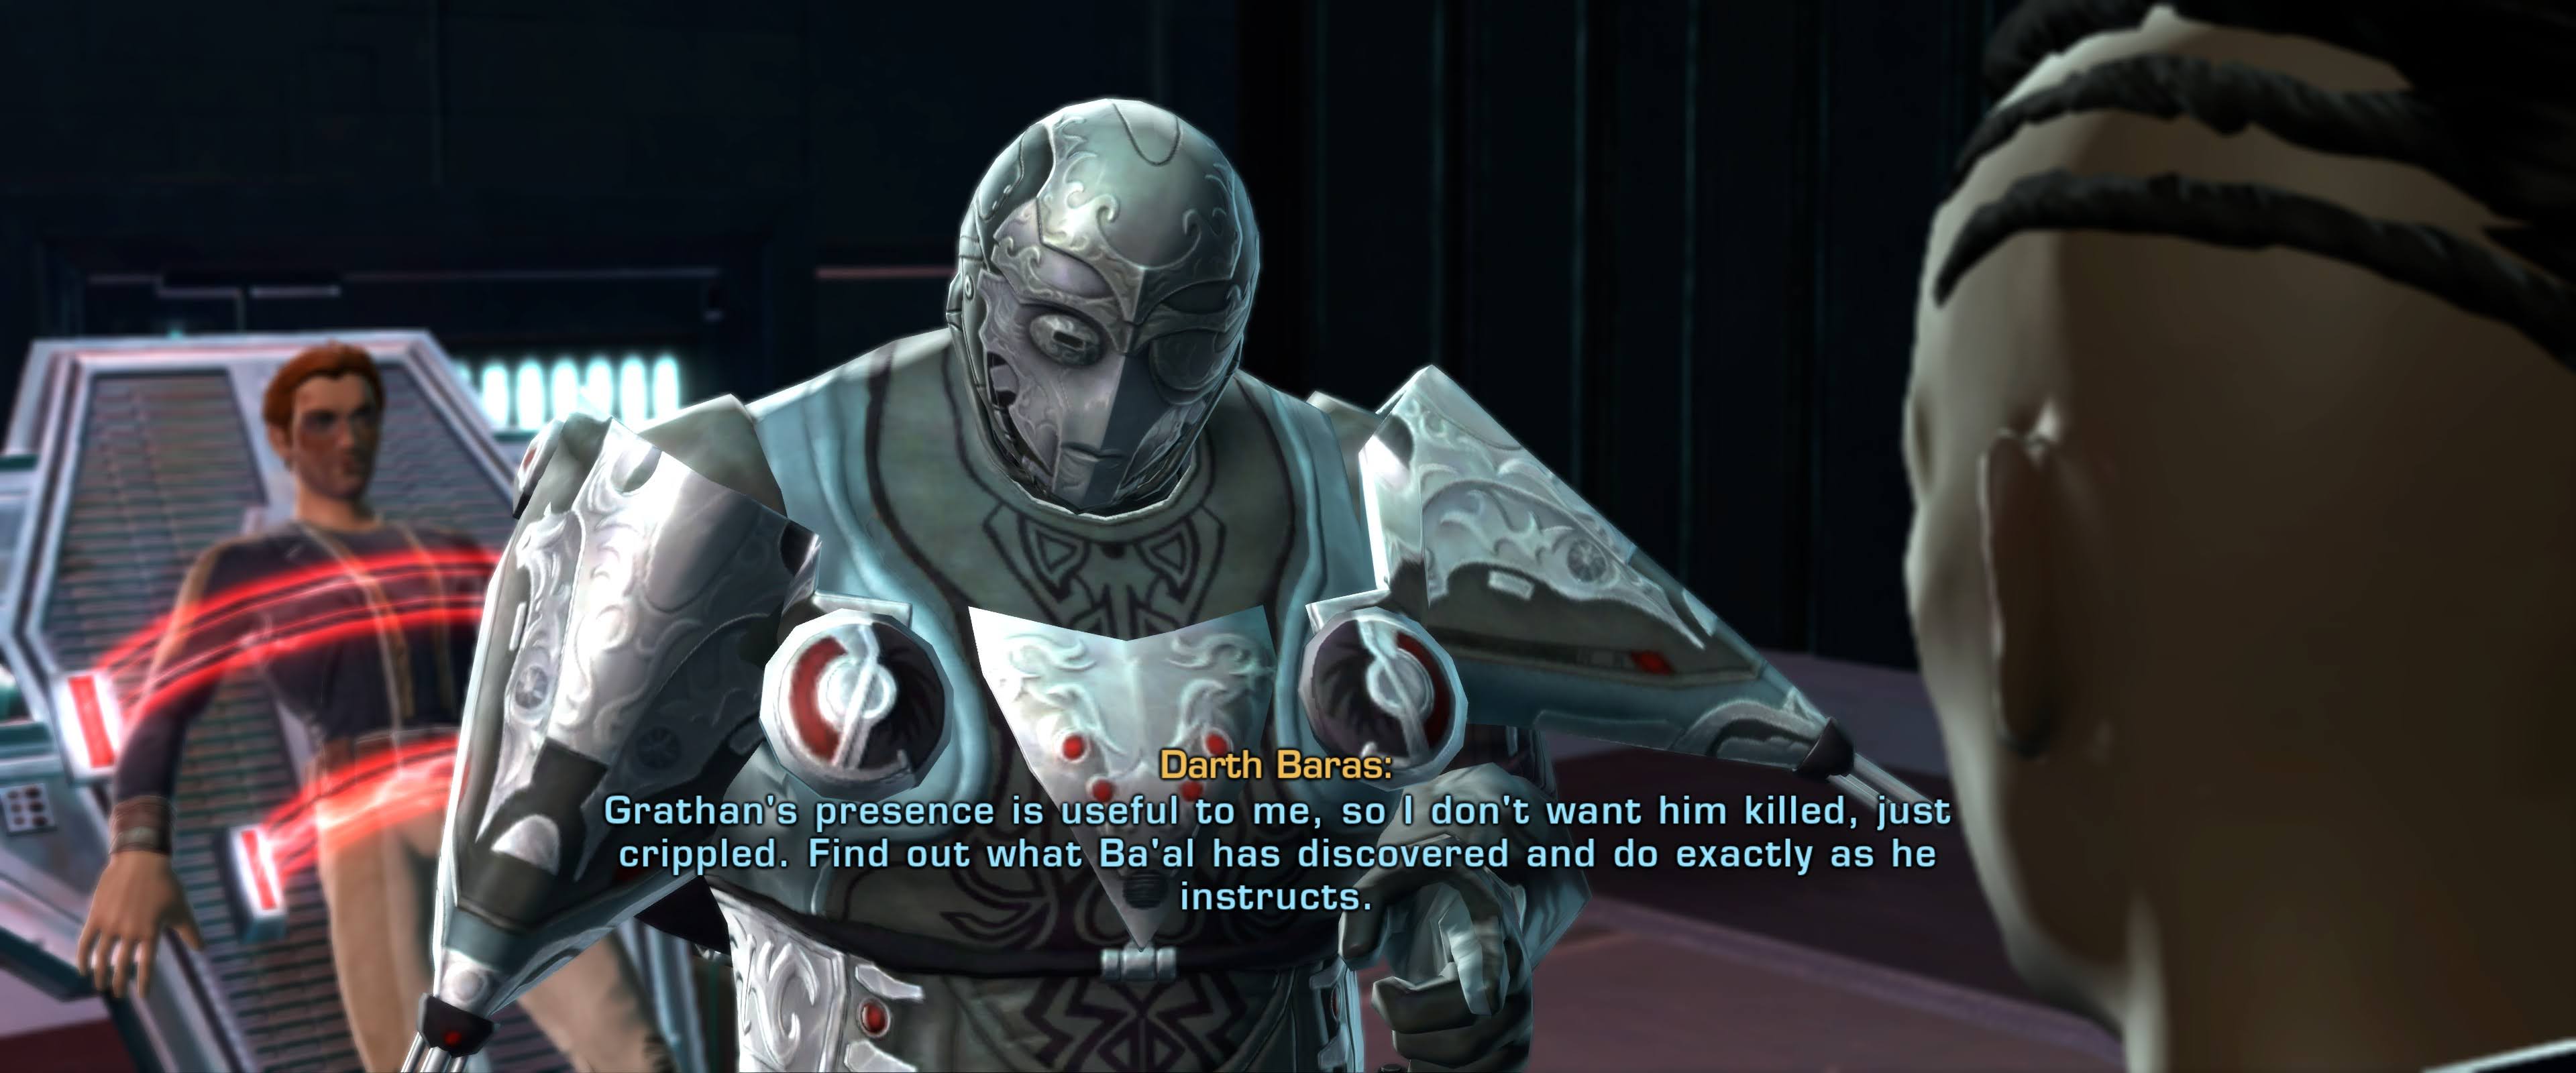 Darth Baras:
Grathan's presence is useful to me, so I don't want him killed, just
crippled. Find out what Ba'al has discovered and do exactly as he
instructs.